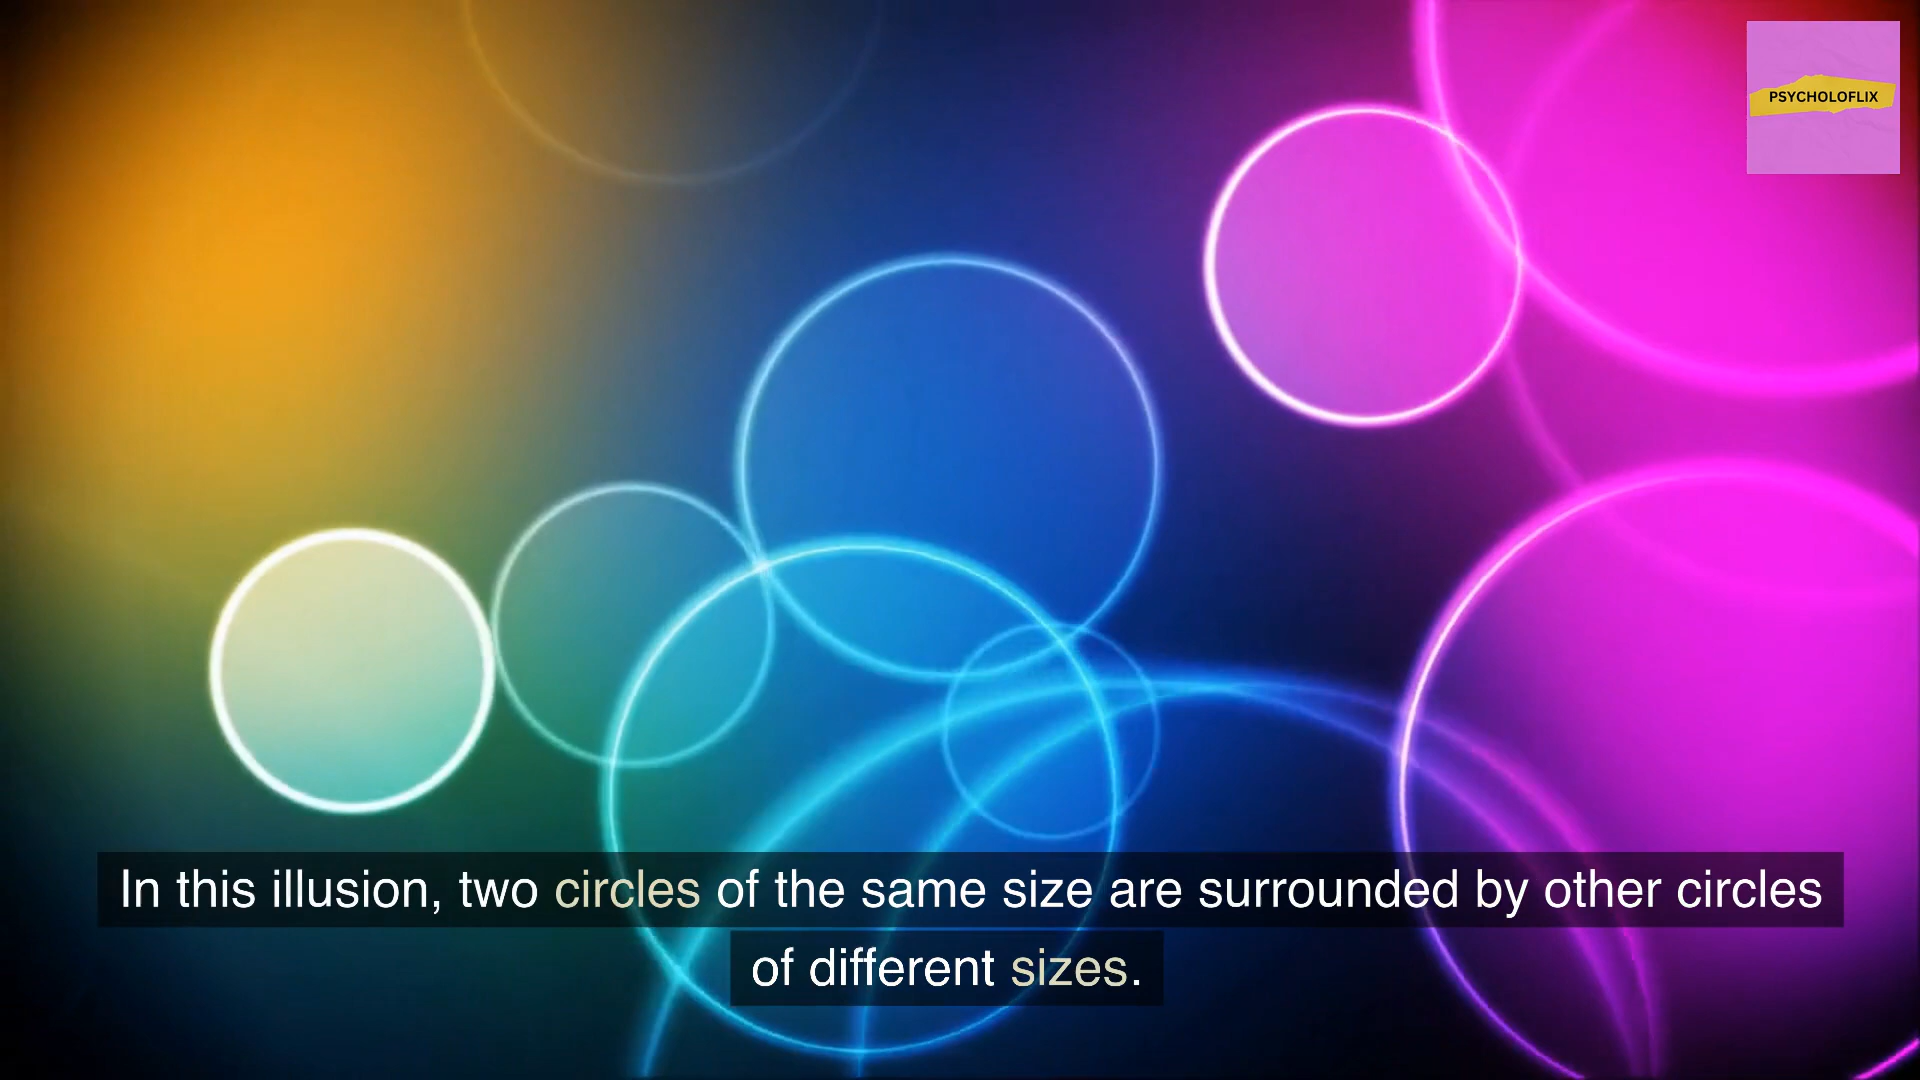 PSYCHOLOFLIX
In this illusion, two circles of the same size are surrounded by other circles
of different sizes.